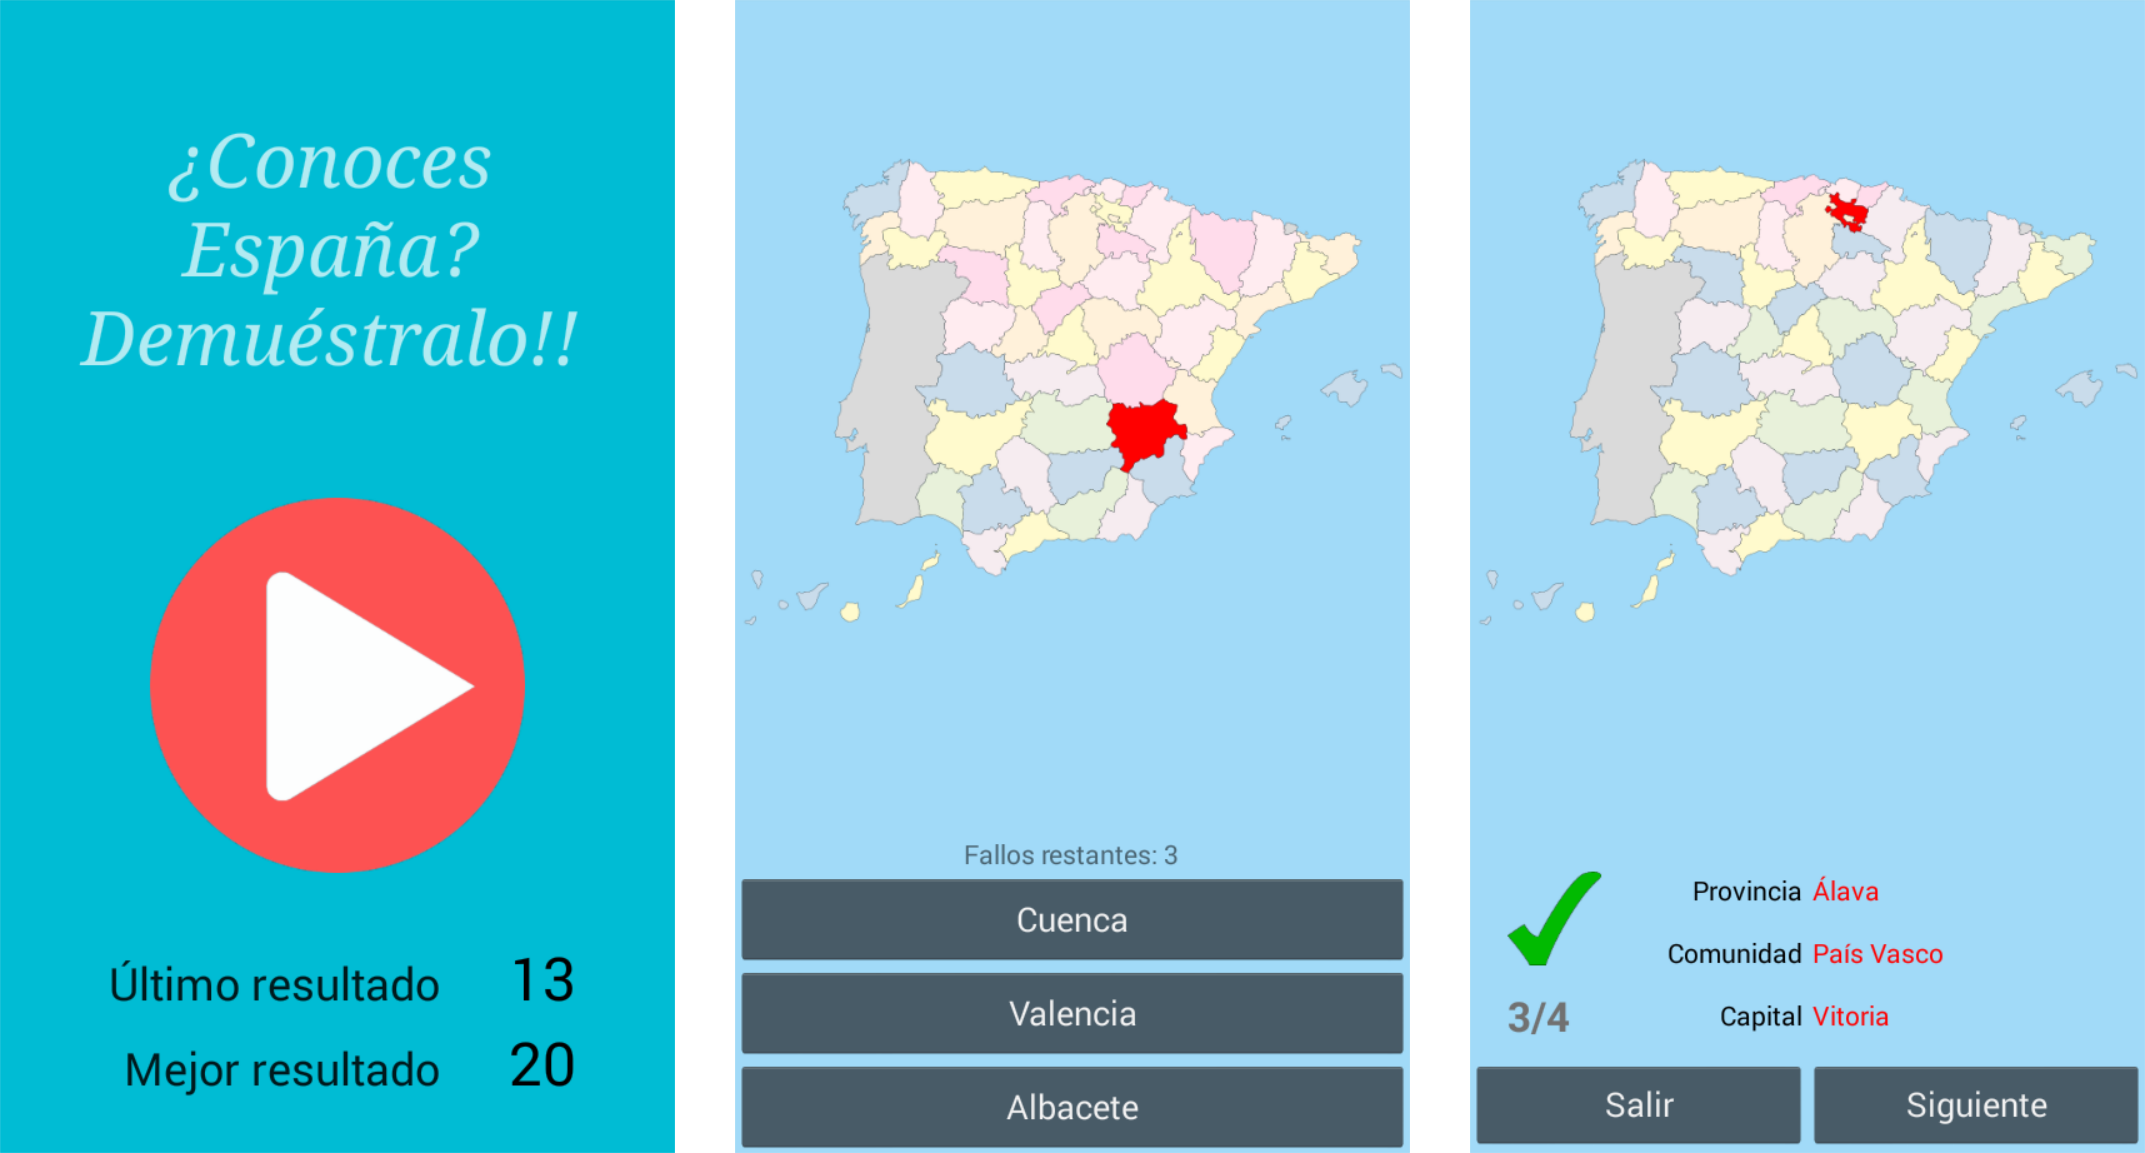 ¿Conoces
España?
Demuéstralo!!
Último resultado 13
Mejor resultado 20
Fallos restantes: 3
Cuenca
Valencia
Albacete
Provincia Álava
Comunidad País Vasco
3/4 Capital Vitoria
Salir Siguiente